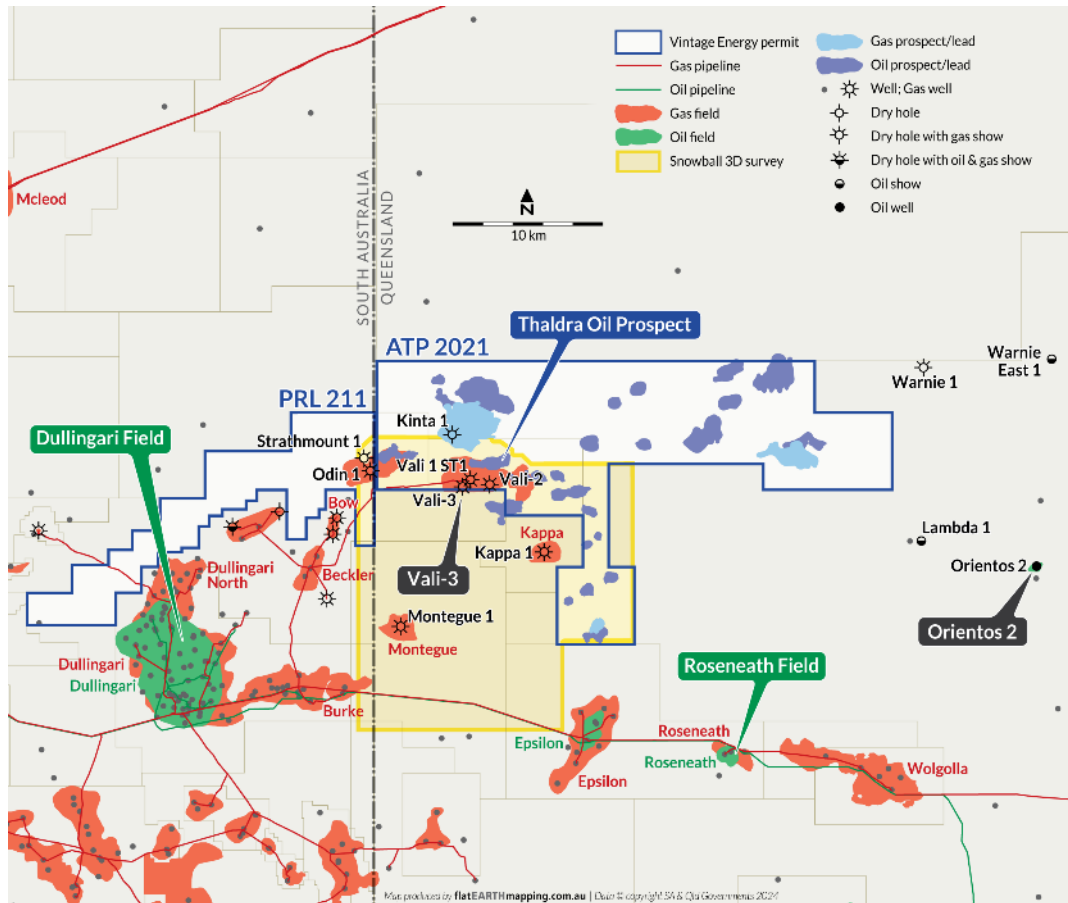 Vintage Energy permit
Gas pipeline
Oil pipeline
Gas field
Oil field
Snowball 3D survey
Gas prospect/lead
Oil prospect/lead
Well; Gas well
Dry hole
Dry hole with gas show
Dry hole with oil & gas show
Oil show
Oil well
Mcleod
SOUTH AUSTRALIA
QUEENSLAND
N
10 km
Thaldra Oil Prospect
ATP 2021
PRL 211
Warnie
East 1
Warnie 1
Kinta 1
Dullingari Field
Strathmount 1
Odin 1
Vali 1 ST1
Vali-2
Vali-3
Bow
Kappa
Kappa 1
Lambda 1
Orientos 2
Dullingari
North
Beckler
Vali-3
Montegue 1
Montegue
Orientos 2
Dullingari
Dullingari
Roseneath Field
Burke
Epsilon
Epsilon
Roseneath
Roseneath
Wolgolla
Map produced by flatEARTHmapping.com.au | Data © copyright SA & Qld Governments 2024